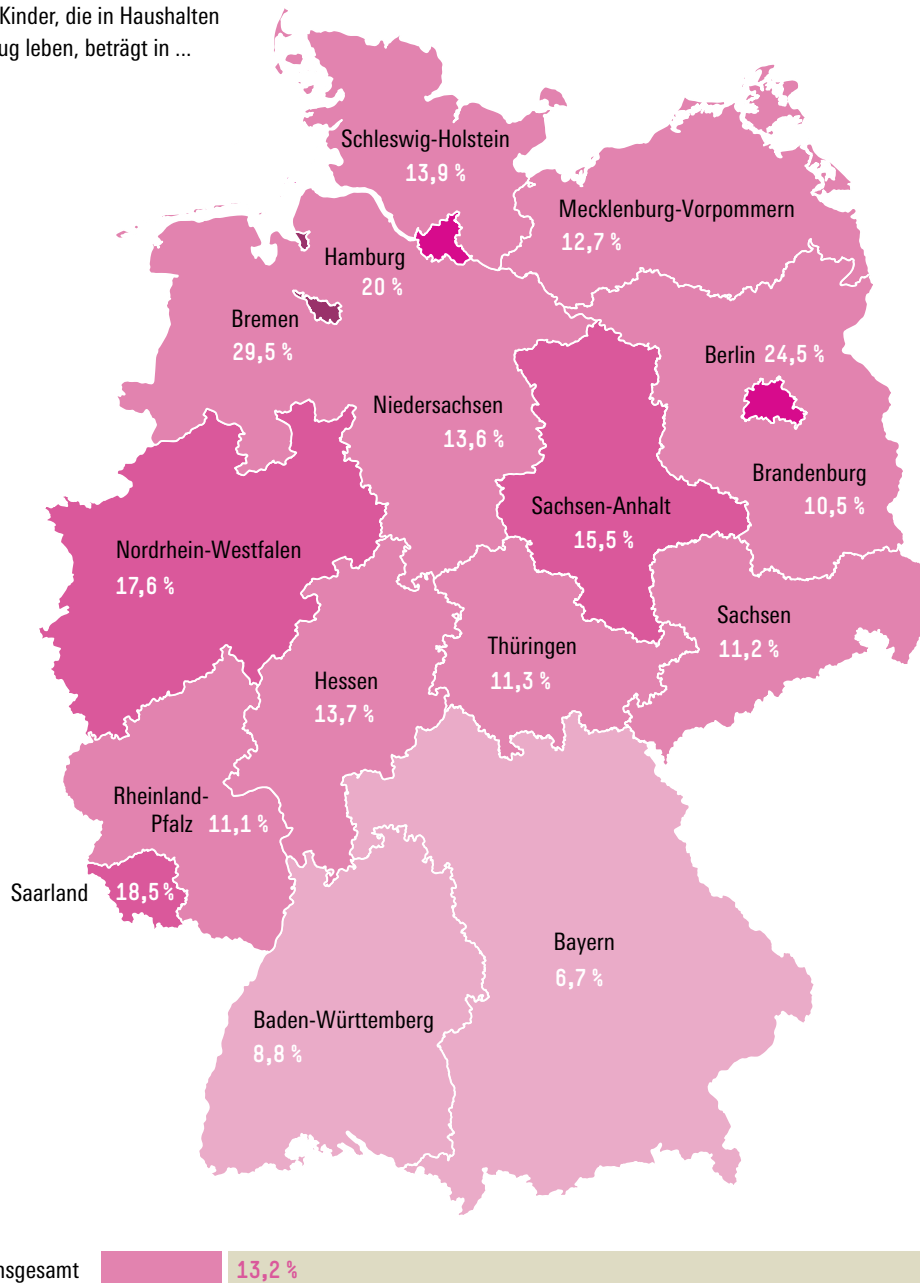 Kinder, die in Haushalten
leben, beträgt in ...
Schleswig-Holstein
13,9 %
Mecklenburg-Vorpommern
12,7 %
Hamburg
20 %
Bremen
29,5 %
Berlin 24,5 %
Niedersachsen
13,6 %
Brandenburg
10,5 %
Sachsen-Anhalt
15,5 %
Nordrhein-Westfalen
17,6 %
Sachsen
11,2 %
Thüringen
11,3 %
Hessen
13,7 %
Rheinland-
Pfalz 11,1 %
Saarland 18,5 %
Bayern
6,7 %
Baden-Württemberg
8,8 %
nsgesamt 13,2 %